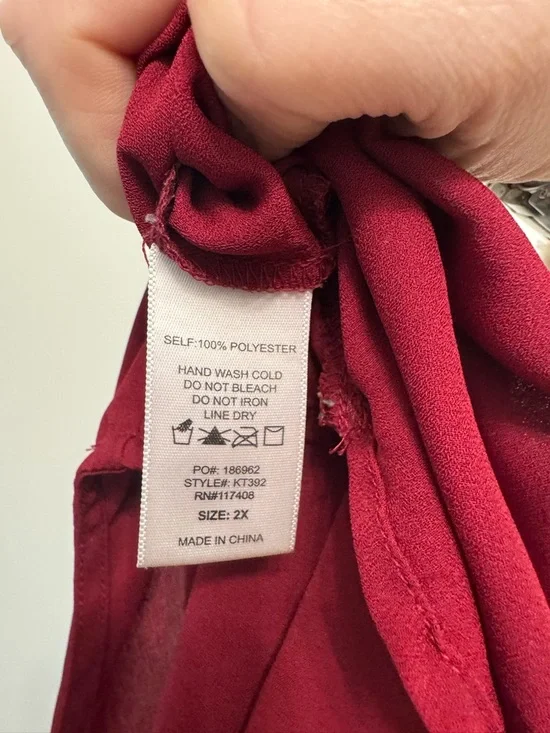 SELF:100% POLYESTER
HAND WASH COLD
DO NOT BLEACH
DO NOT IRON
LINE DRY
PO#: 186962
STYLE#: KT392
RN#117408
SIZE: 2X
MADE IN CHINA